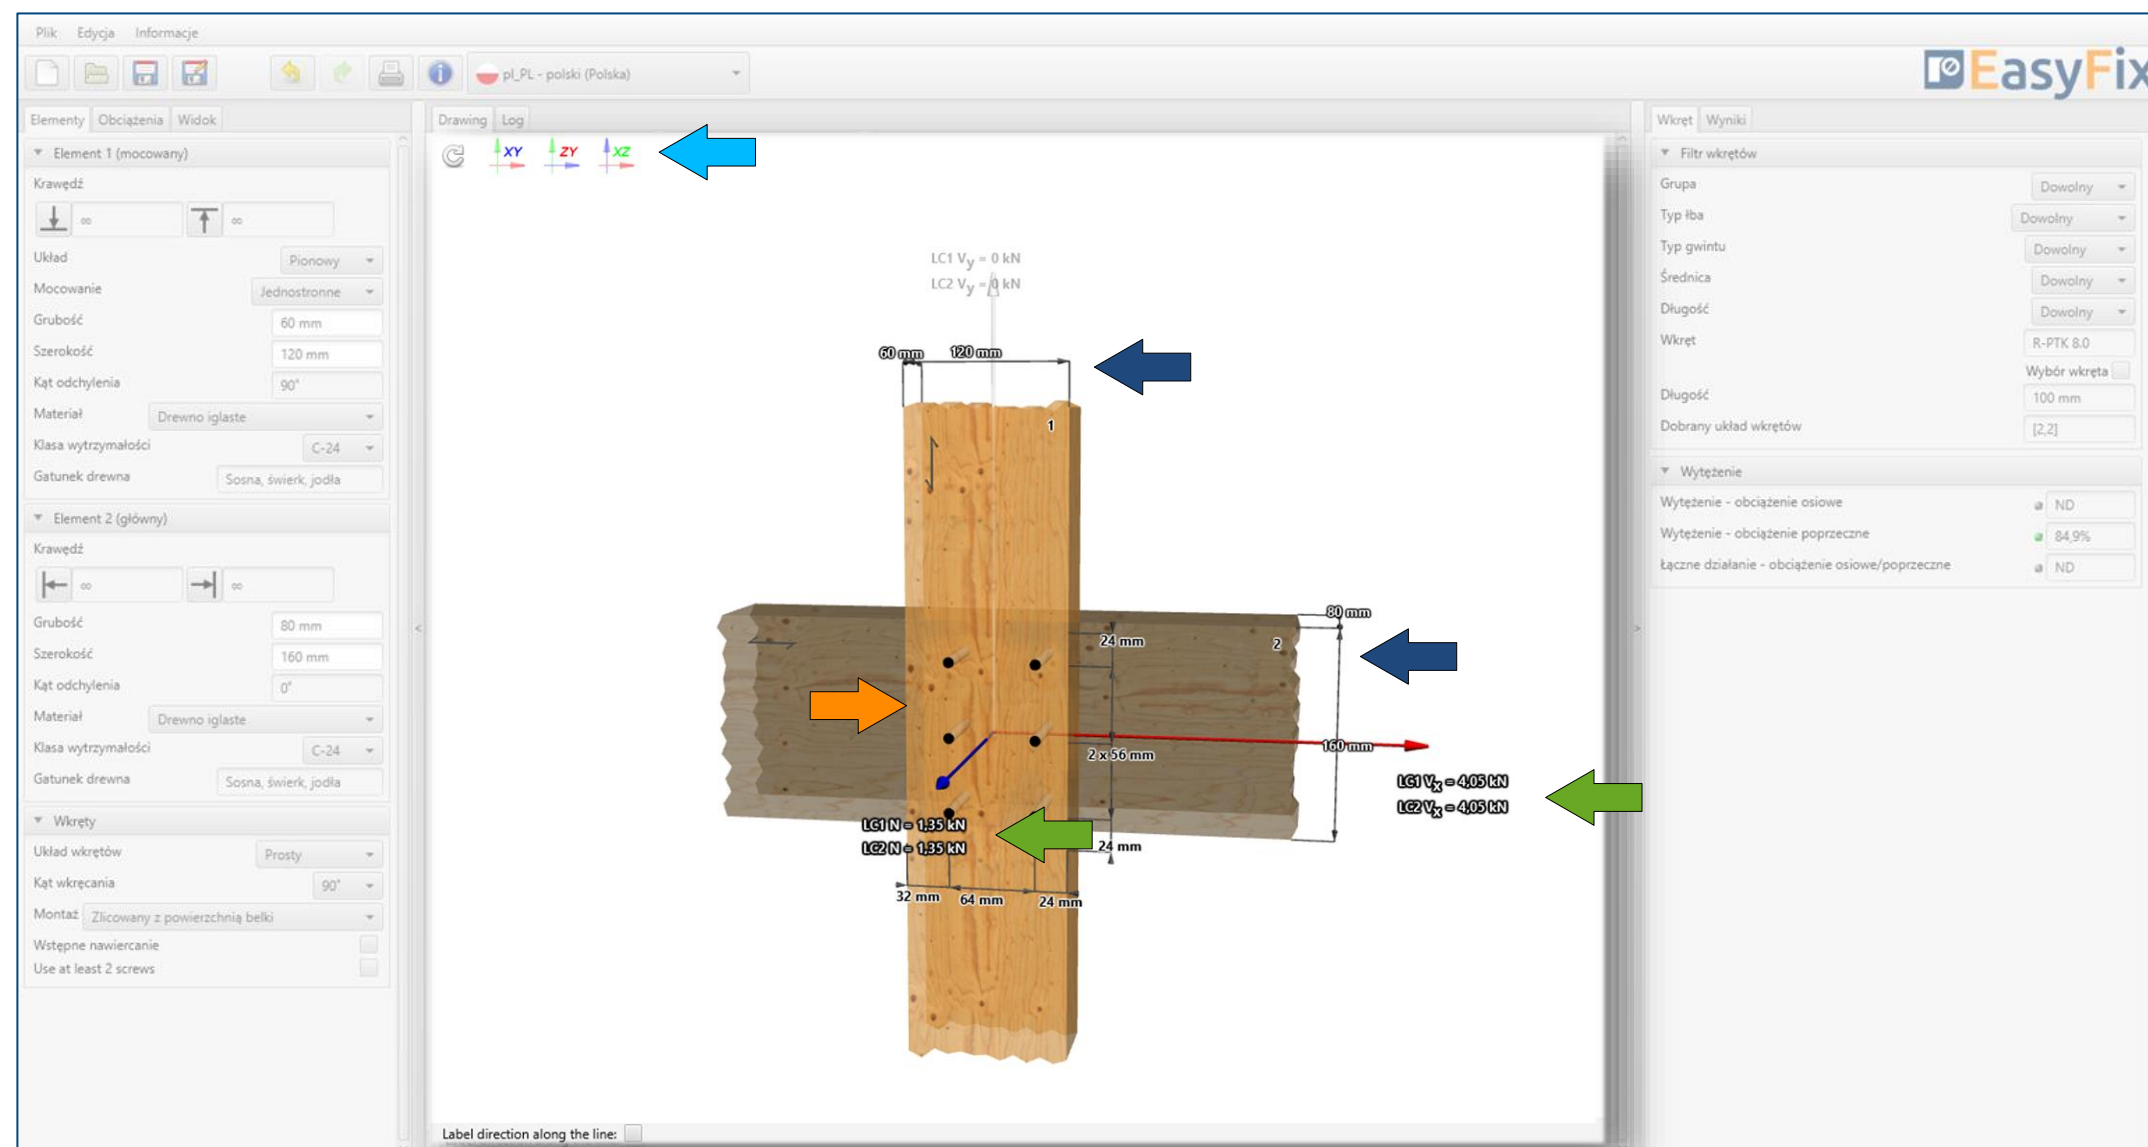 Plik Edycja Informacje
pl_PL - polski (Polska)
EasyFix
Elementy Obciążenia Widok
Element 1 (mocowany)
Krawędź
∞ ∞
Układ Pionowy
Mocowanie Jednostronne
Grubość 60 mm
Szerokość 120 mm
Kąt odchylenia 90°
Materiał Drewno iglaste
Klasa wytrzymałości C-24
Gatunek drewna Sosna, świerk, jodła
Element 2 (główny)
Krawędź
∞ ∞
Grubość 80 mm
Szerokość 160 mm
Kąt odchylenia 0°
Materiał Drewno iglaste
Klasa wytrzymałości C-24
Gatunek drewna Sosna, świerk, jodła
Wkręty
Układ wkrętów Prosty
Kąt wkręcania 90°
Montaż Zlicowany z powierzchnią belki
Wstępne nawiercanie
Use at least 2 screws
Drawing Log
XY ZY XZ
LC1 Vy = 0 kN
LC2 Vy = 0 kN
60 mm 120 mm
1
80 mm
24 mm
2
2 x 56 mm
160 mm
LC1 Vx = 4,05 kN
LC2 Vx = 4,05 kN
LC1 N = 1,35 kN
LC2 N = 1,35 kN
24 mm
32 mm 64 mm 24 mm
Label direction along the line:
Wkręt Wyniki
Filtr wkrętów
Grupa Dowolny
Typ łba Dowolny
Typ gwintu Dowolny
Średnica Dowolny
Długość Dowolny
Wkręt R-PTK 8.0
Wybór wkręta
Długość 100 mm
Dobrany układ wkrętów [2,2]
Wytężenie
Wytężenie - obciążenie osiowe ND
Wytężenie - obciążenie poprzeczne 84,9%
Łączne działanie - obciążenie osiowe/poprzeczne ND